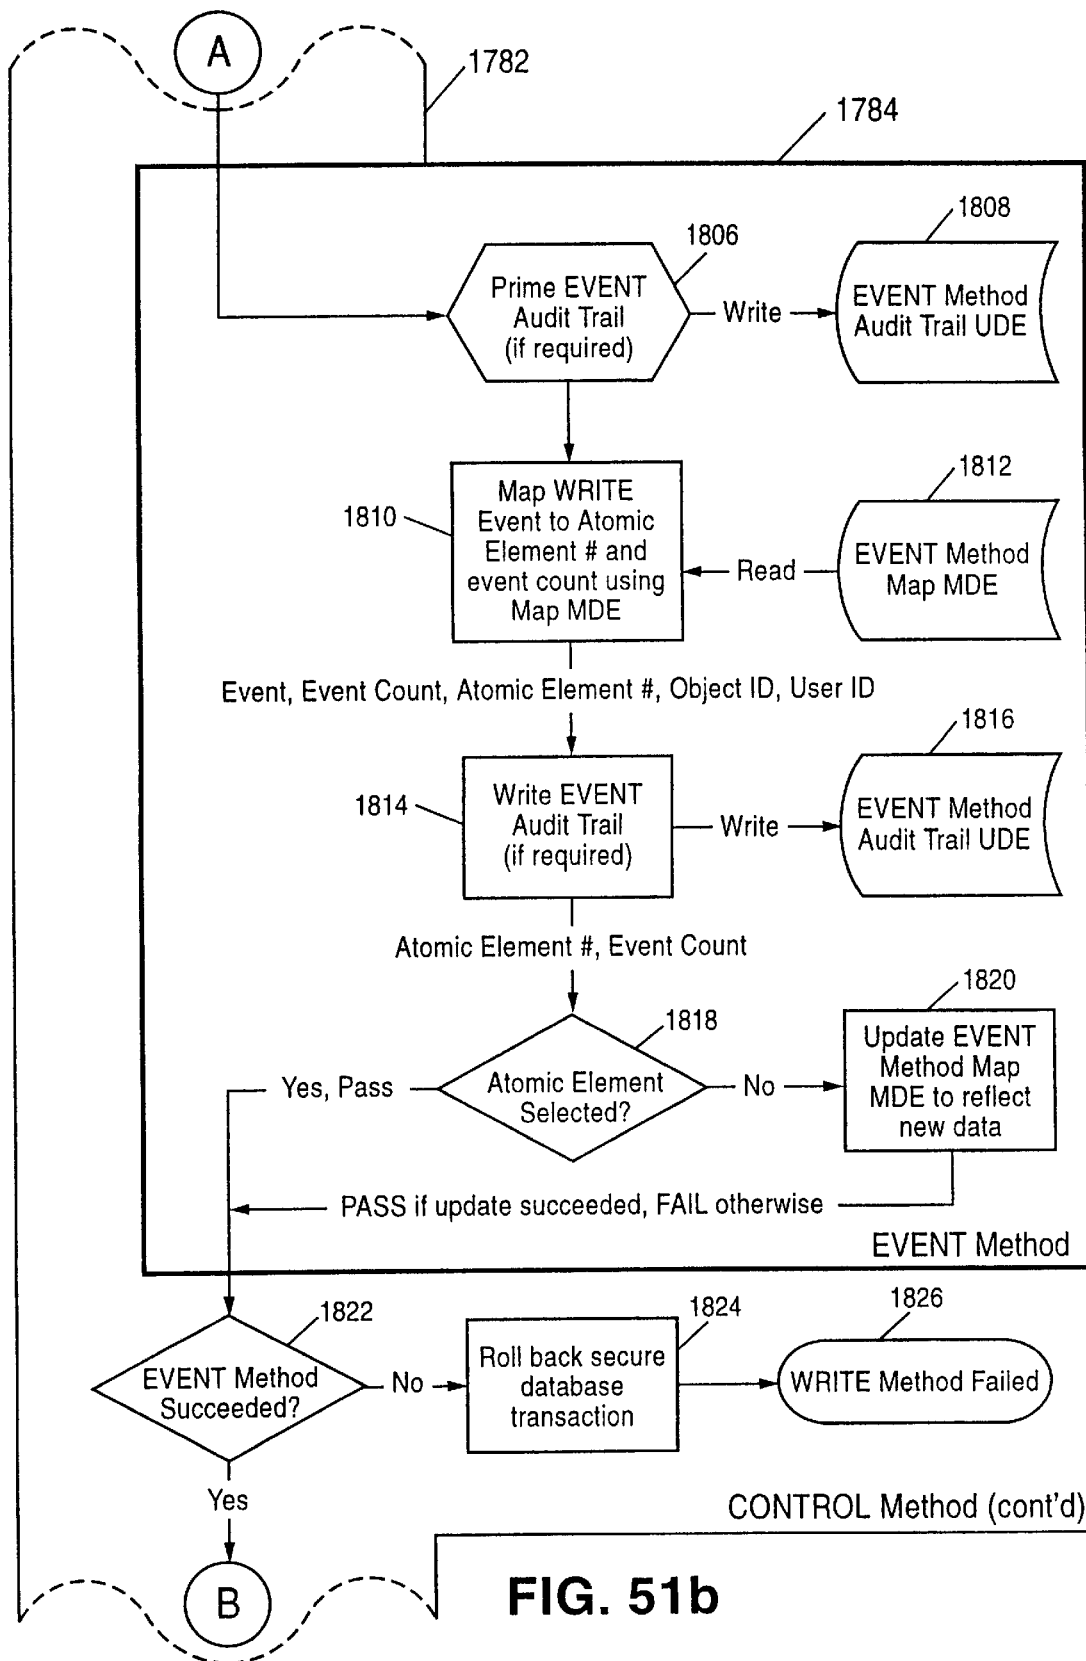 A
1782
1784
1806
1808
Prime EVENT
Audit Trail
(if required)
Write
EVENT Method
Audit Trail UDE
1810
Map WRITE
Event to Atomic
Element # and
event count using
Map MDE
Read
1812
EVENT Method
Map MDE
Event, Event Count, Atomic Element #, Object ID, User ID
1814
Write EVENT
Audit Trail
(if required)
Write
1816
EVENT Method
Audit Trail UDE
Atomic Element #, Event Count
1818
1820
Yes, Pass
Atomic Element
Selected?
No
Update EVENT
Method Map
MDE to reflect
new data
PASS if update succeeded, FAIL otherwise
EVENT Method
1822
1824
1826
EVENT Method
Succeeded?
No
Roll back secure
database
transaction
WRITE Method Failed
Yes
CONTROL Method (cont'd)
B
FIG. 51b